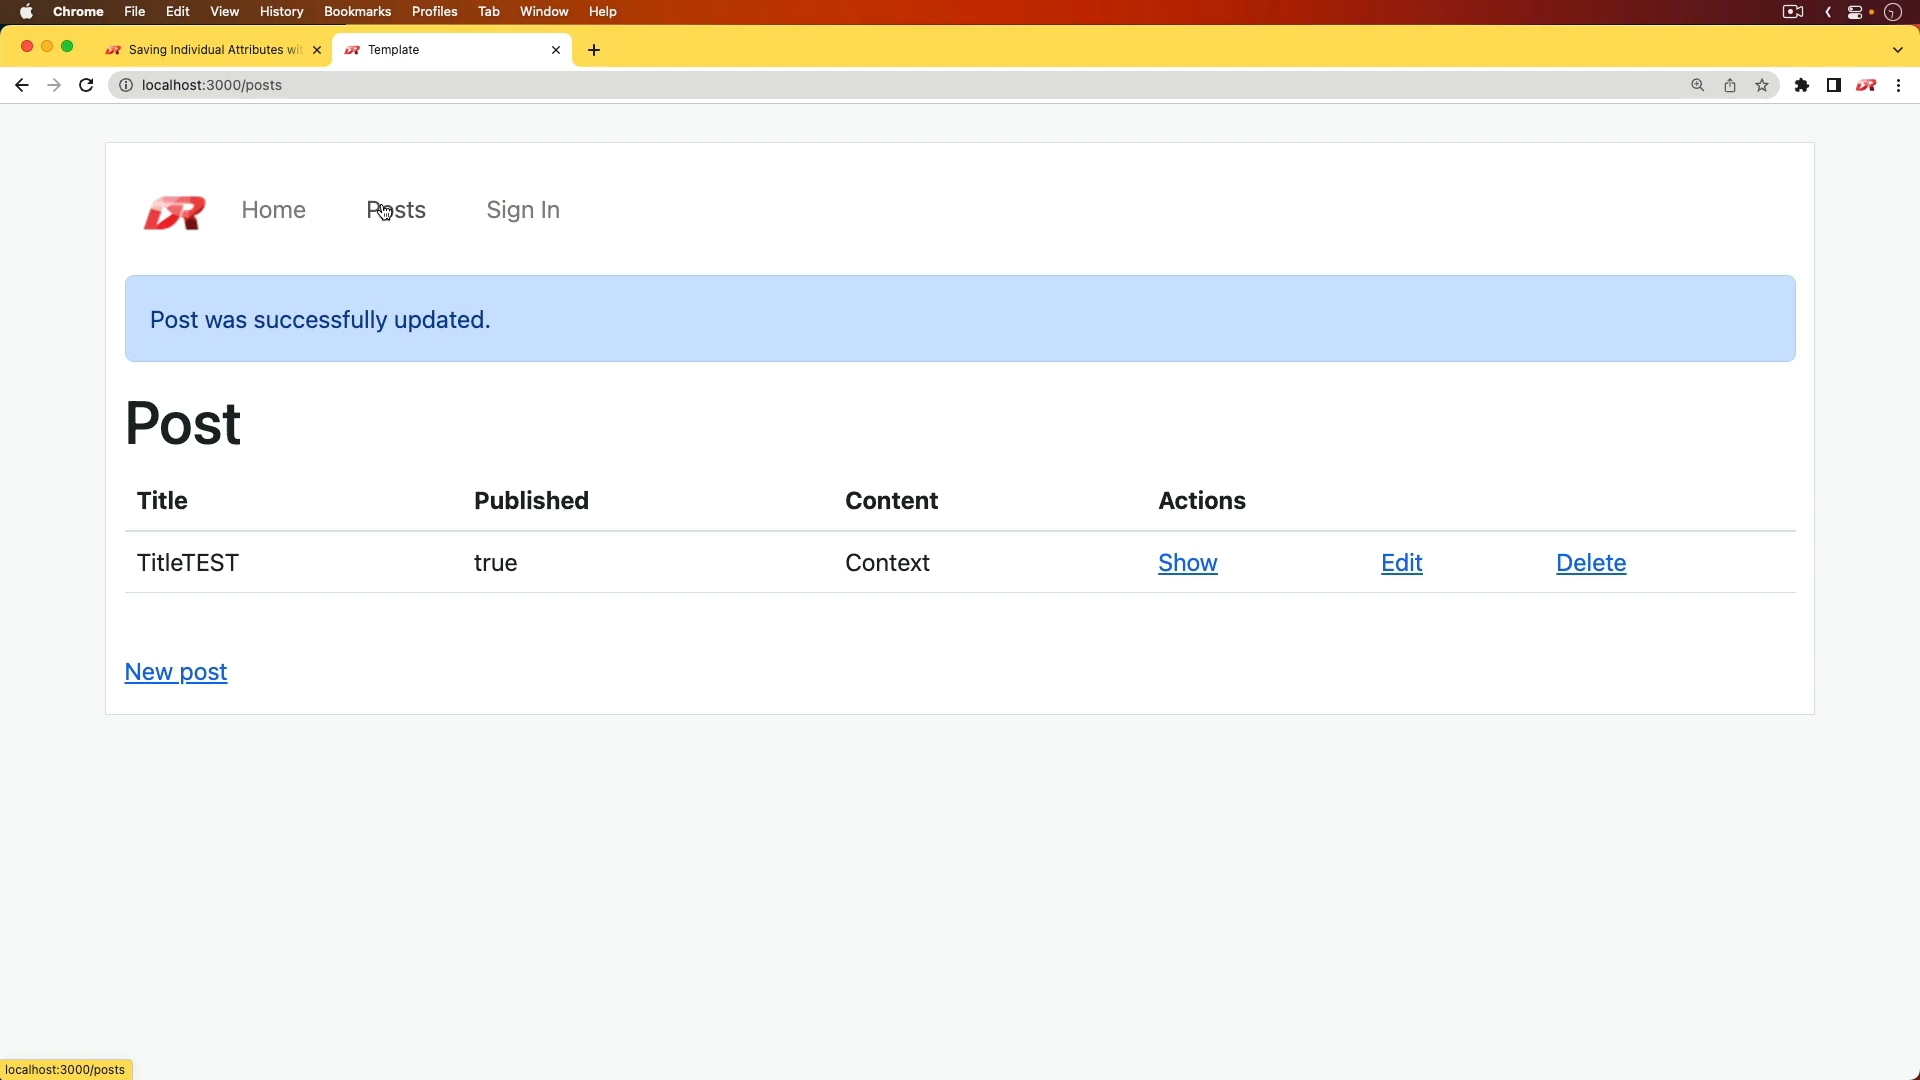 Chrome File Edit View History Bookmarks Profiles Tab Window Help
Saving Individual Attributes wit
Template
localhost:3000/posts
Home Posts Sign In
Post was successfully updated.
Post
Title Published Content Actions
TitleTEST true Context Show Edit Delete
New post
localhost:3000/posts